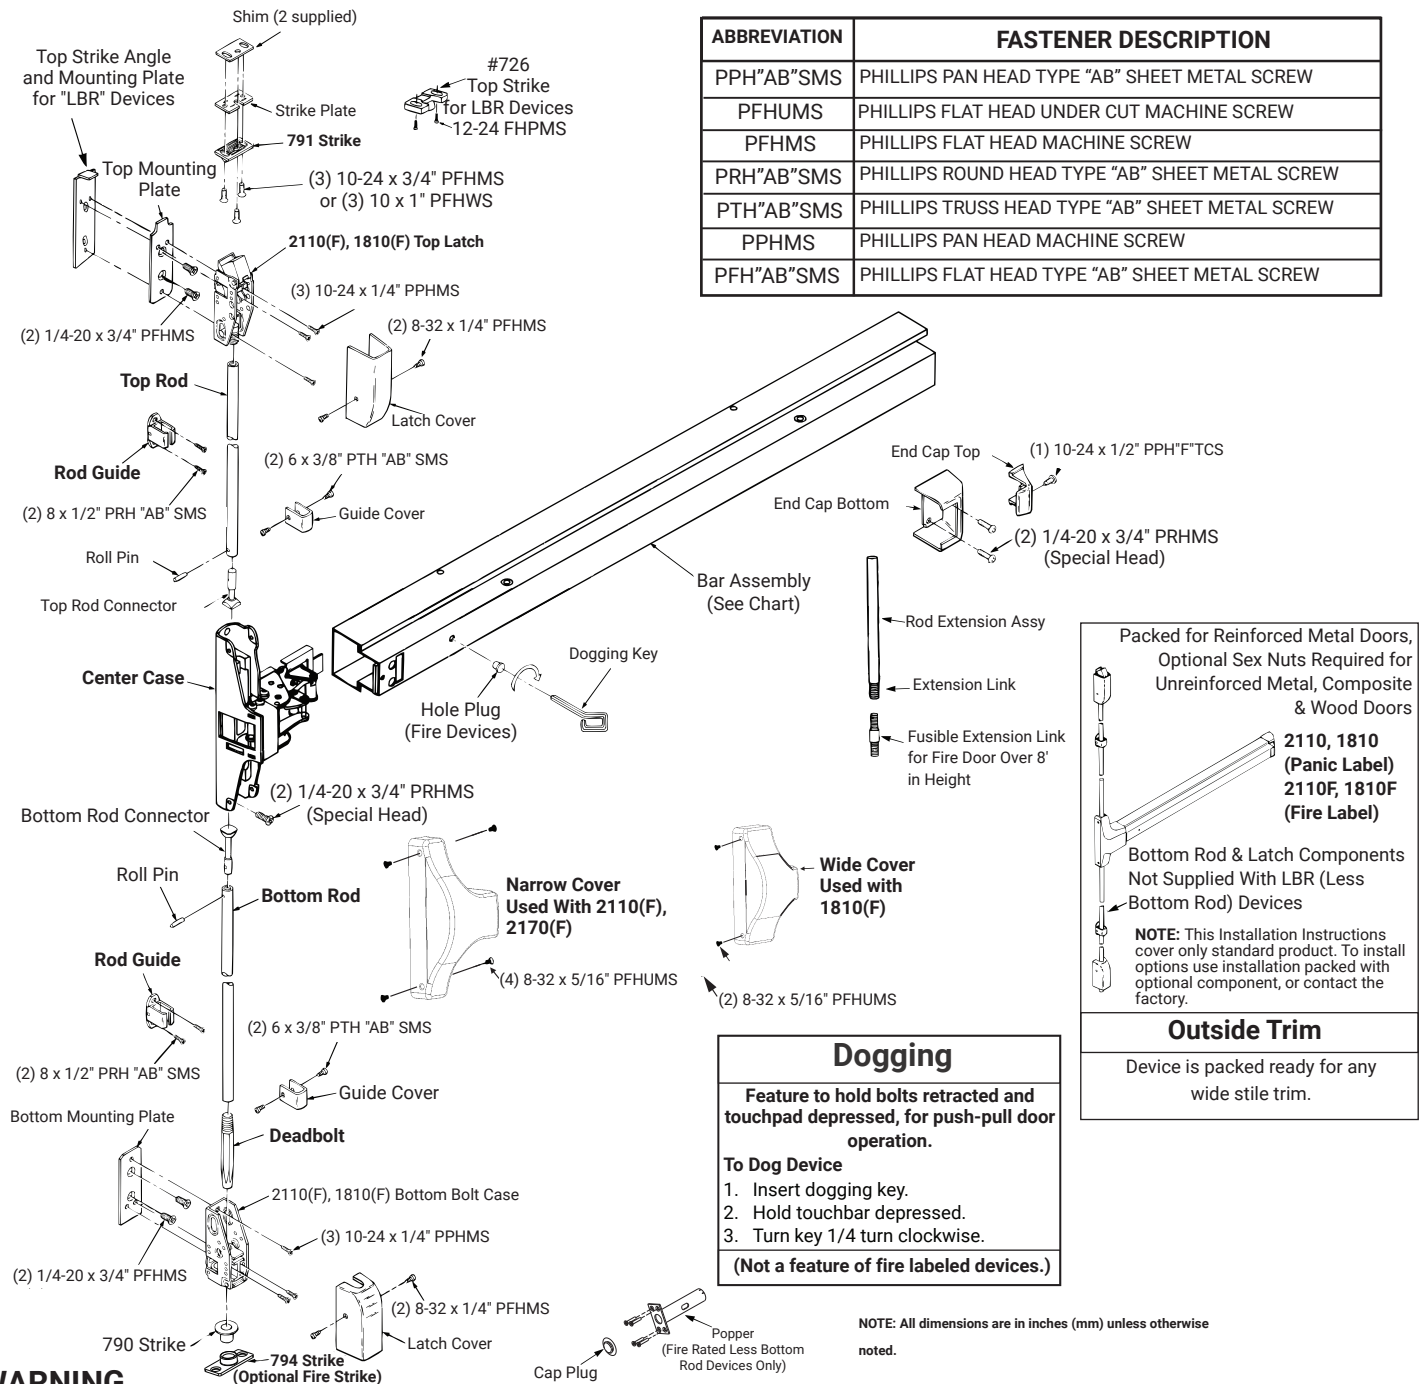 Shim (2 supplied)
Top Strike Angle
and Mounting Plate
for "LBR" Devices
Strike Plate
791 Strike
#726
Top Strike
for LBR Devices
12-24 FHPMS
Top Mounting
Plate
(3) 10-24 x 3/4" PFHMS
or (3) 10 x 1" PFHWS
2110(F), 1810(F) Top Latch
(3) 10-24 x 1/4" PPHMS
(2) 1/4-20 x 3/4" PFHMS
(2) 8-32 x 1/4" PFHMS
Top Rod
Latch Cover
Rod Guide
(2) 6 x 3/8" PTH "AB" SMS
(2) 8 x 1/2" PRH "AB" SMS
Guide Cover
Roll Pin
Top Rod Connector
ABBREVIATION FASTENER DESCRIPTION
PPH”AB”SMS PHILLIPS PAN HEAD TYPE “AB” SHEET METAL SCREW
PFHUMS PHILLIPS FLAT HEAD UNDER CUT MACHINE SCREW
PFHMS PHILLIPS FLAT HEAD MACHINE SCREW
PRH”AB”SMS PHILLIPS ROUND HEAD TYPE “AB” SHEET METAL SCREW
PTH”AB”SMS PHILLIPS TRUSS HEAD TYPE “AB” SHEET METAL SCREW
PPHMS PHILLIPS PAN HEAD MACHINE SCREW
PFH”AB”SMS PHILLIPS FLAT HEAD TYPE “AB” SHEET METAL SCREW
End Cap Top
(1) 10-24 x 1/2" PPH"F"TCS
End Cap Bottom
(2) 1/4-20 x 3/4" PRHMS
(Special Head)
Bar Assembly
(See Chart)
Rod Extension Assy
Extension Link
Fusible Extension Link
for Fire Door Over 8'
in Height
Center Case
Dogging Key
Hole Plug
(Fire Devices)
(2) 1/4-20 x 3/4" PRHMS
(Special Head)
Bottom Rod Connector
Roll Pin
Bottom Rod
Narrow Cover
Used With 2110(F),
2170(F)
(4) 8-32 x 5/16" PFHUMS
Wide Cover
Used with
1810(F)
(2) 8-32 x 5/16" PFHUMS
Packed for Reinforced Metal Doors,
Optional Sex Nuts Required for
Unreinforced Metal, Composite
& Wood Doors
2110, 1810
(Panic Label)
2110F, 1810F
(Fire Label)
Bottom Rod & Latch Components
Not Supplied With LBR (Less
Bottom Rod) Devices
NOTE: This Installation Instructions
cover only standard product. To install
options use installation packed with
optional component, or contact the
factory.
Outside Trim
Device is packed ready for any
wide stile trim.
Rod Guide
(2) 6 x 3/8" PTH "AB" SMS
(2) 8 x 1/2" PRH "AB" SMS
Guide Cover
Bottom Mounting Plate
Deadbolt
2110(F), 1810(F) Bottom Bolt Case
(3) 10-24 x 1/4" PPHMS
(2) 1/4-20 x 3/4" PFHMS
(2) 8-32 x 1/4" PFHMS
790 Strike
Latch Cover
794 Strike
(Optional Fire Strike)
Dogging
Feature to hold bolts retracted and
touchpad depressed, for push-pull door
operation.
To Dog Device
1. Insert dogging key.
2. Hold touchbar depressed.
3. Turn key 1/4 turn clockwise.
(Not a feature of fire labeled devices.)
Popper
(Fire Rated Less Bottom
Rod Devices Only)
Cap Plug
NOTE: All dimensions are in inches (mm) unless otherwise
noted.
WARNING